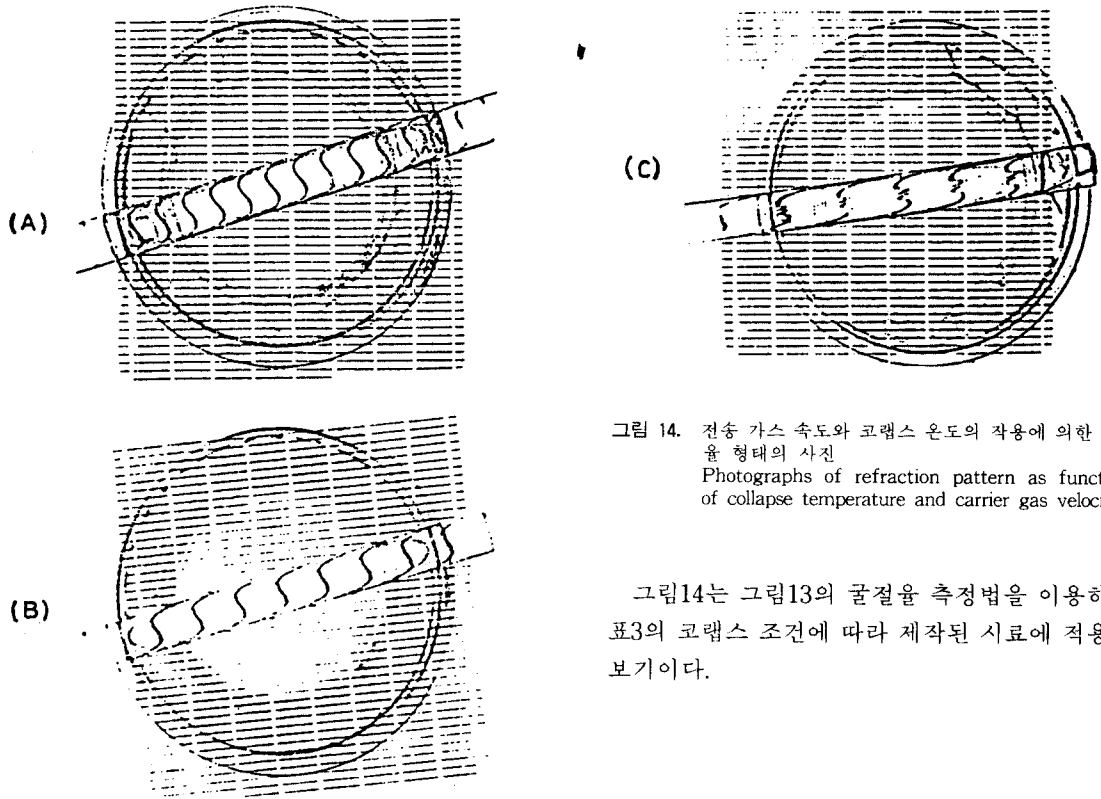 (A)
(B)
(C)
그림 14. 전송 가스 속도와 코랩스 온도의 작용에 의한
율 형태의 사진
Photographs of refraction pattern as funct
of collapse temperature and carrier gas veloc
그림14는 그림13의 굴절율 측정법을 이용하
표3의 코랩스 조건에 따라 제작된 시료에 적용
보기이다.